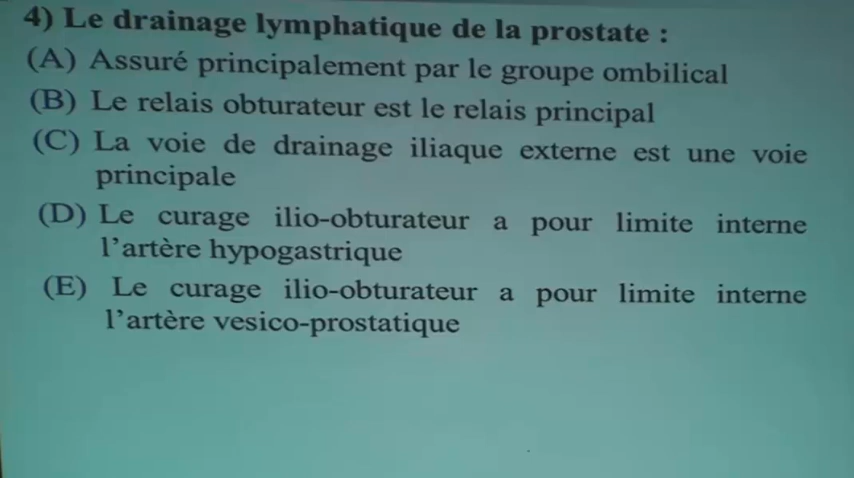 4) Le drainage lymphatique de la prostate :
(A) Assuré principalement par le groupe ombilical
(B) Le relais obturateur est le relais principal
(C) La voie de drainage iliaque externe est une voie
principale
(D) Le curage ilio-obturateur a pour limite interne
l’artère hypogastrique
(E) Le curage ilio-obturateur a pour limite interne
l’artère vesico-prostatique